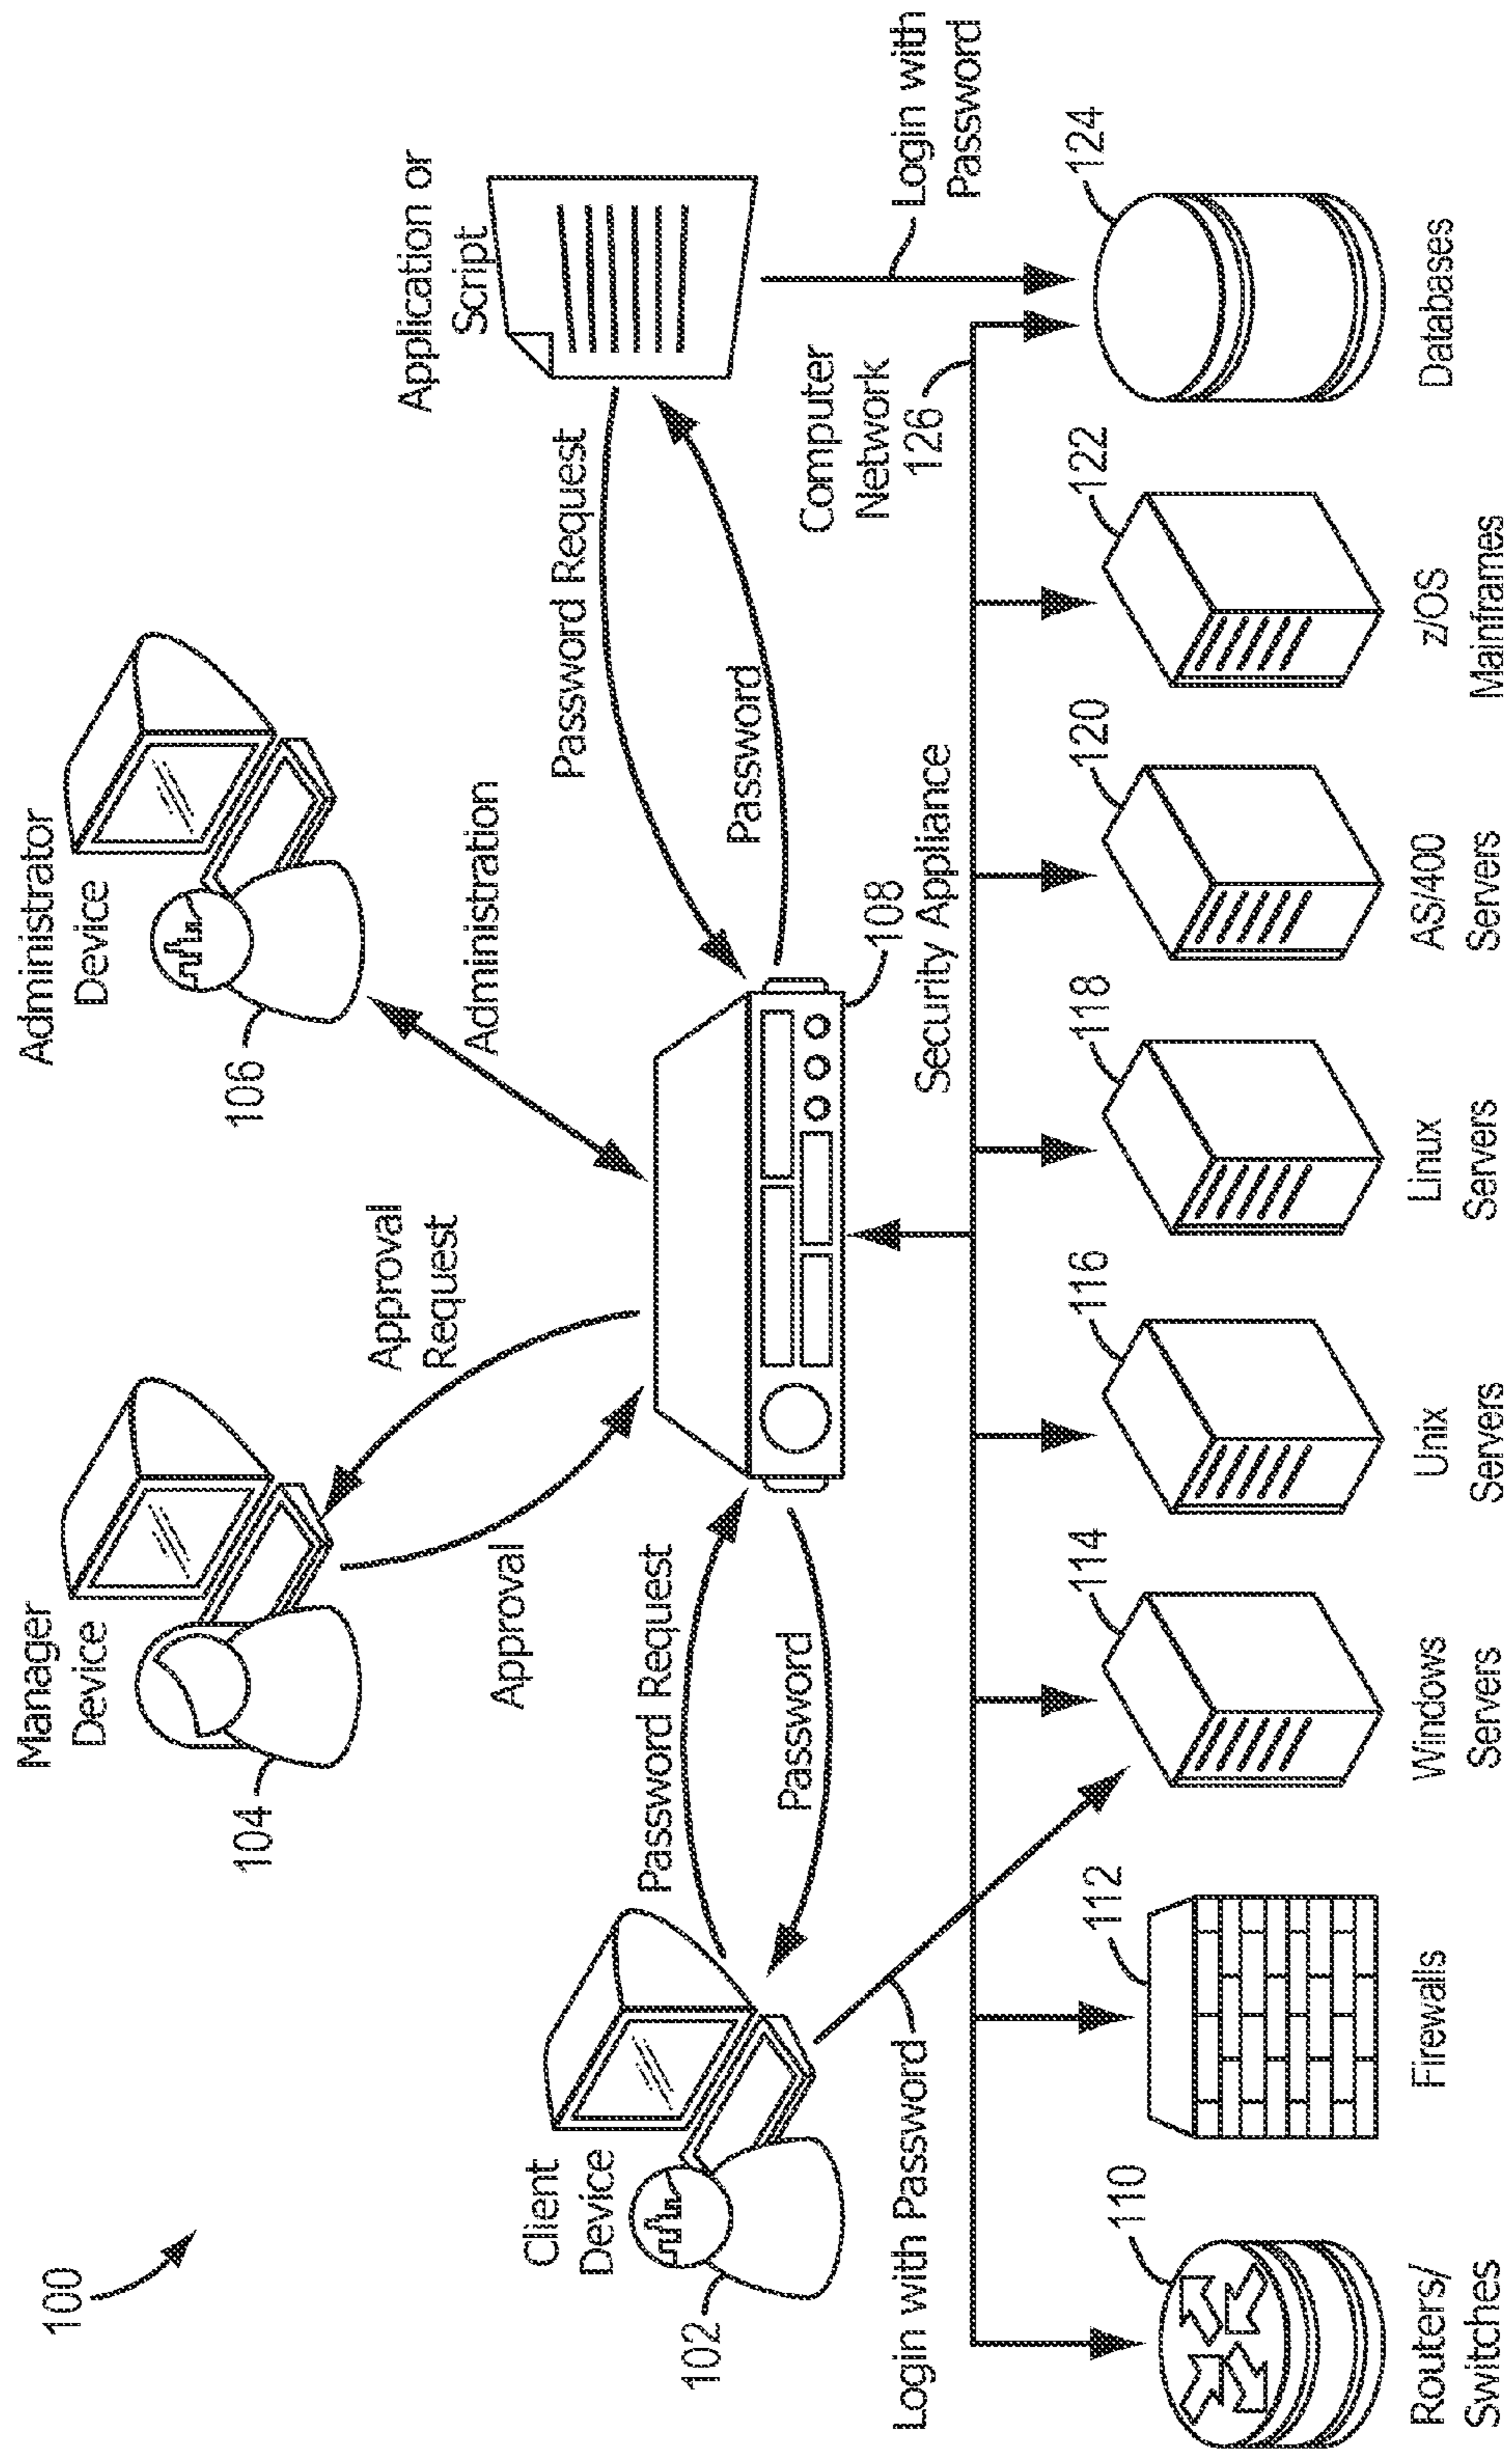 100
Manager
Device
104
Administrator
Device
106
Approval
Request
Approval
Administration
Application or
Script
Client
Device
102
Password Request
Password
Password Request
Password
108
Security Appliance
Computer
Network
126
Login with Password
Login with
Password
110
112
114
116
118
120
122
124
Routers/
Switches
Firewalls
Windows
Servers
Unix
Servers
Linux
Servers
AS/400
Servers
z/OS
Mainframes
Databases